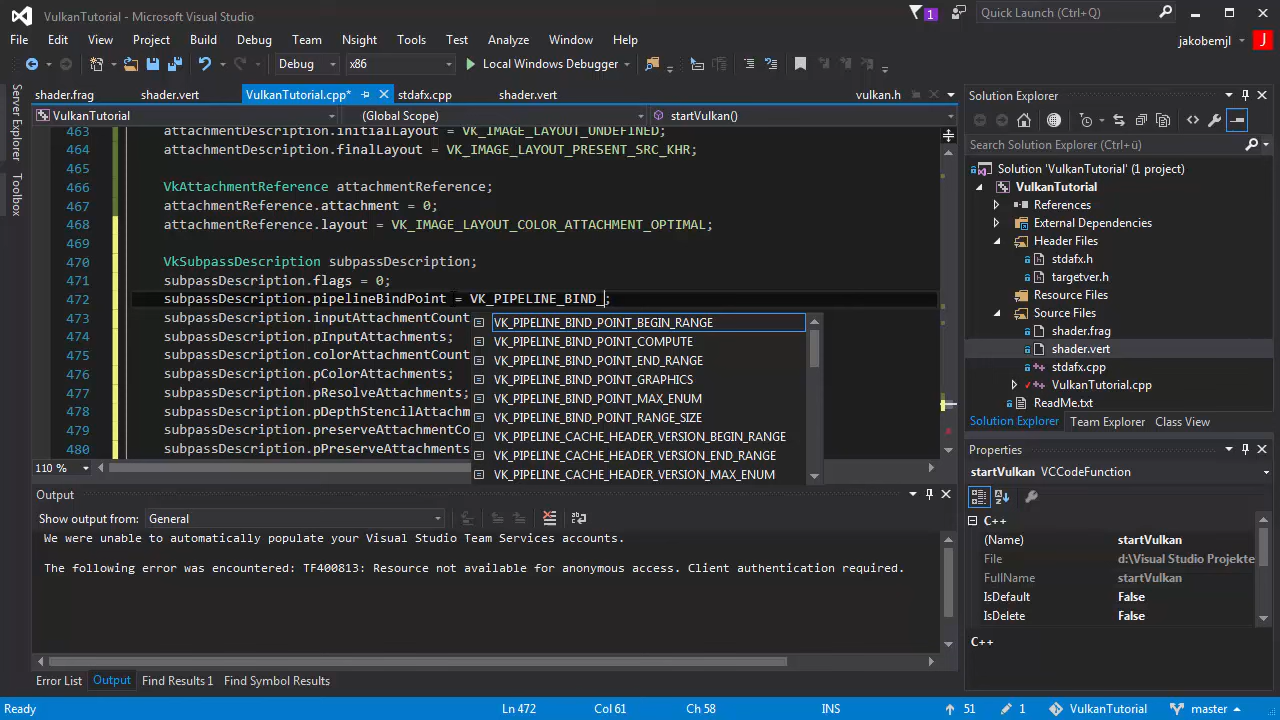 VulkanTutorial - Microsoft Visual Studio
1
Quick Launch (Ctrl+Q)
File Edit View Project Build Debug Team Nsight Tools Test Analyze Window Help
jakobemjl
J
Debug x86 Local Windows Debugger
shader.frag shader.vert VulkanTutorial.cpp* stdafx.cpp shader.vert vulkan.h
VulkanTutorial (Global Scope) startVulkan()
Server Explorer
Toolbox
463 attachmentDescription.initialLayout = VK_IMAGE_LAYOUT_UNDEFINED;
464 attachmentDescription.finalLayout = VK_IMAGE_LAYOUT_PRESENT_SRC_KHR;
465
466 VkAttachmentReference attachmentReference;
467 attachmentReference.attachment = 0;
468 attachmentReference.layout = VK_IMAGE_LAYOUT_COLOR_ATTACHMENT_OPTIMAL;
469
470 VkSubpassDescription subpassDescription;
471 subpassDescription.flags = 0;
472 subpassDescription.pipelineBindPoint = VK_PIPELINE_BIND_;
473 subpassDescription.inputAttachmentCount
474 subpassDescription.pInputAttachments;
475 subpassDescription.colorAttachmentCount
476 subpassDescription.pColorAttachments;
477 subpassDescription.pResolveAttachments;
478 subpassDescription.pDepthStencilAttachm
479 subpassDescription.preserveAttachmentCo
480 subpassDescription.pPreserveAttachments
VK_PIPELINE_BIND_POINT_BEGIN_RANGE
VK_PIPELINE_BIND_POINT_COMPUTE
VK_PIPELINE_BIND_POINT_END_RANGE
VK_PIPELINE_BIND_POINT_GRAPHICS
VK_PIPELINE_BIND_POINT_MAX_ENUM
VK_PIPELINE_BIND_POINT_RANGE_SIZE
VK_PIPELINE_CACHE_HEADER_VERSION_BEGIN_RANGE
VK_PIPELINE_CACHE_HEADER_VERSION_END_RANGE
VK_PIPELINE_CACHE_HEADER_VERSION_MAX_ENUM
110 %
Output
Show output from: General
We were unable to automatically populate your Visual Studio Team Services accounts.
The following error was encountered: TF400813: Resource not available for anonymous access. Client authentication required.
Error List Output Find Results 1 Find Symbol Results
Solution Explorer
Search Solution Explorer (Ctrl+ü)
Solution 'VulkanTutorial' (1 project)
VulkanTutorial
References
External Dependencies
Header Files
stdafx.h
targetver.h
Resource Files
Source Files
shader.frag
shader.vert
stdafx.cpp
VulkanTutorial.cpp
ReadMe.txt
Solution Explorer Team Explorer Class View
Properties
startVulkan VCCodeFunction
C++
(Name) startVulkan
File d:\Visual Studio Projekte
FullName startVulkan
IsDefault False
IsDelete False
C++
Ready Ln 472 Col 61 Ch 58 INS 51 1 VulkanTutorial master